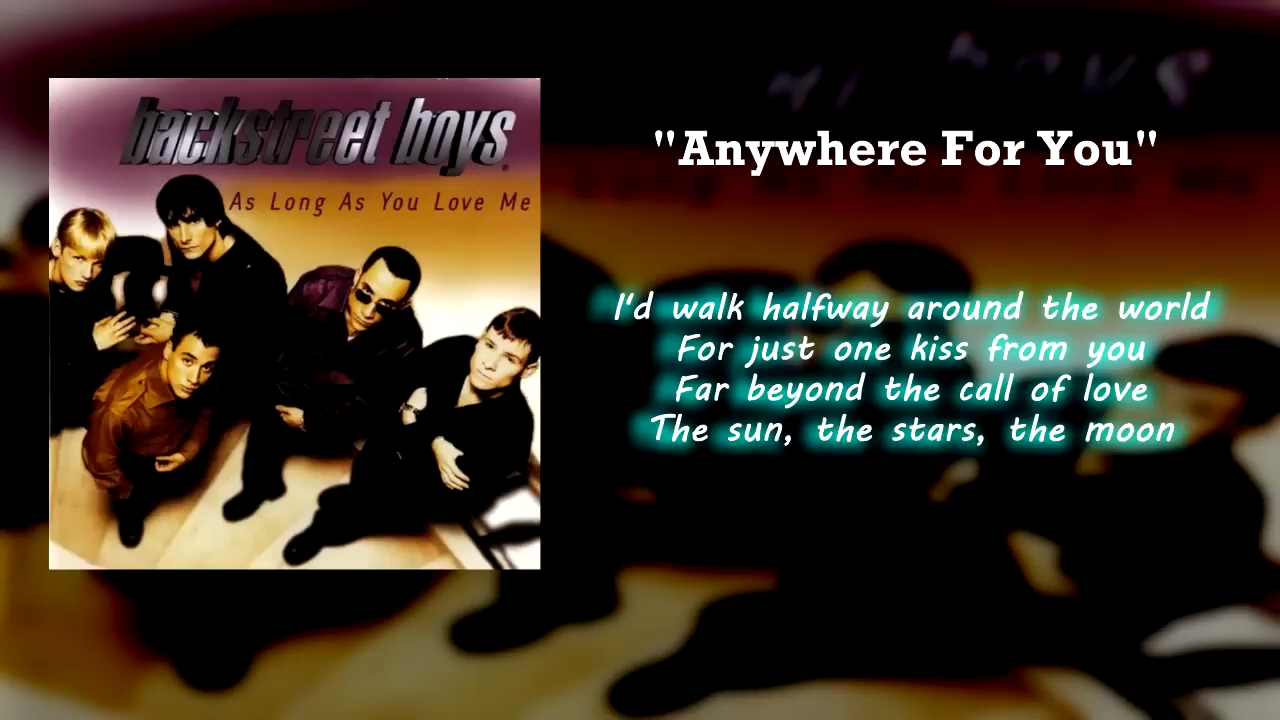 backstreet boys
As Long As You Love Me
"Anywhere For You"
I'd walk halfway around the world
For just one kiss from you
Far beyond the call of love
The sun, the stars, the moon